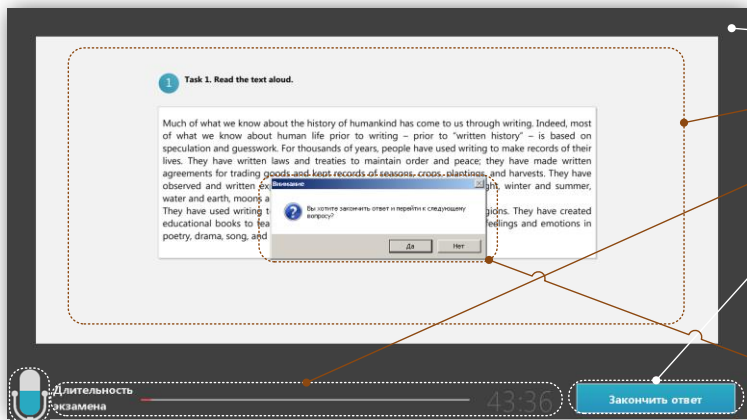 1 Task 1. Read the text aloud.
Much of what we know about the history of humankind has come to us through writing. Indeed, most
of what we know about human life prior to writing – prior to “written history” – is based on
speculation and guesswork. For thousands of years, people have used writing to make records of their
lives. They have written laws and treaties to maintain order and peace; they have made written
agreements for trading goods and kept records of seasons, crops, plantings, and harvests. They have
observed and written ght, winter and summer,
water and earth, moons
They have used writing gions. They have created
educational books to feelings and emotions in
poetry, drama, song, and
Внимание
Вы хотите закончить ответ и перейти к следующему
вопросу?
Да Нет
Длительность
экзамена
43:36
Закончить ответ